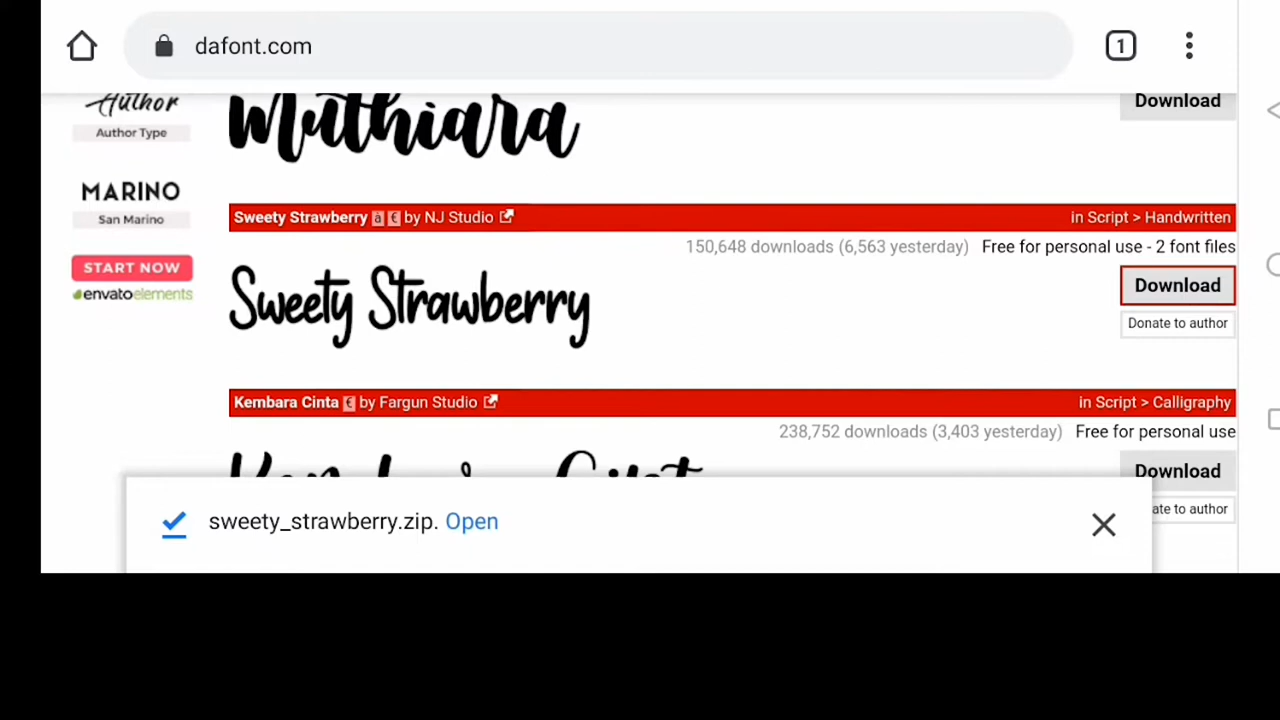 dafont.com
1
Author
Author Type
Muthiara
Download
MARINO
San Marino
Sweety Strawberry à € by NJ Studio
in Script > Handwritten
150,648 downloads (6,563 yesterday) Free for personal use - 2 font files
START NOW
envatoelements
Sweety Strawberry
Download
Donate to author
Kembara Cinta € by Fargun Studio
in Script > Calligraphy
238,752 downloads (3,403 yesterday) Free for personal use
Download
ate to author
sweety_strawberry.zip. Open